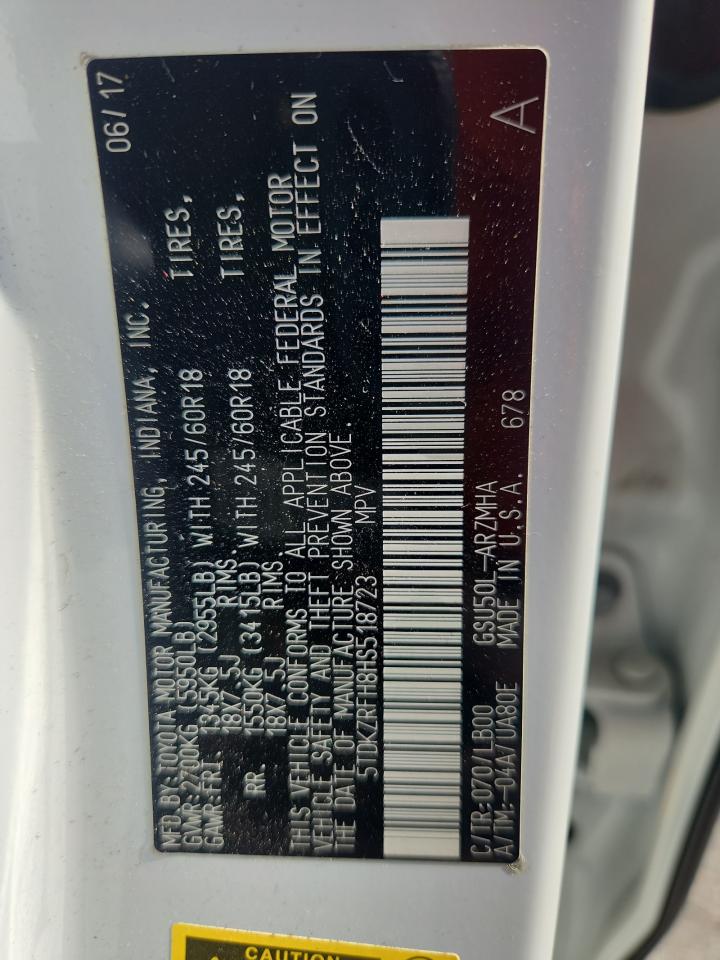 MFD.BY:TOYOTA MOTOR MANUFACTURING, INDIANA, INC. 06/17
GVWR:2700KG (5950LB)
GAWR:FRT. 1345KG (2955LB) WITH 245/60R18 TIRES,
18X7.5J RIMS.
RR. 1550KG (3415LB) WITH 245/60R18 TIRES,
18X7.5J RIMS.
THIS VEHICLE CONFORMS TO ALL APPLICABLE FEDERAL MOTOR
VEHICLE SAFETY AND THEFT PREVENTION STANDARDS IN EFFECT ON
THE DATE OF MANUFACTURE SHOWN ABOVE.
5TDKZRFH8HS518723 MPV
C/TR:070/LB00 GSU50L-ARZMHA
A/TM:-04A/UA80E MADE IN U.S.A. 678 A
CAUTION